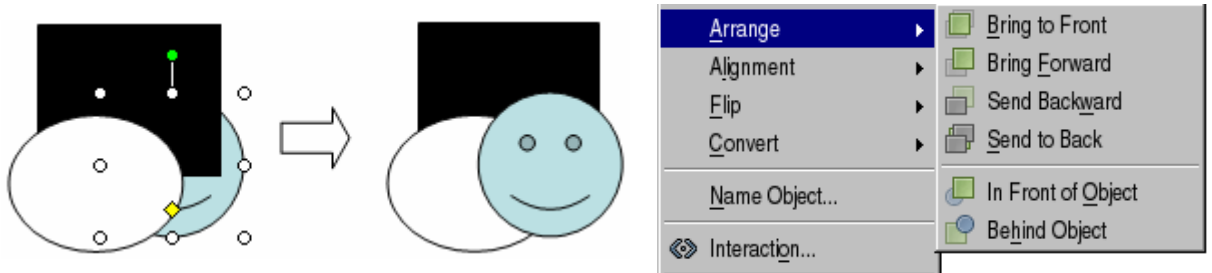 Arrange
Alignment
Flip
Convert
Name Object...
Interaction...
Bring to Front
Bring Forward
Send Backward
Send to Back
In Front of Object
Behind Object